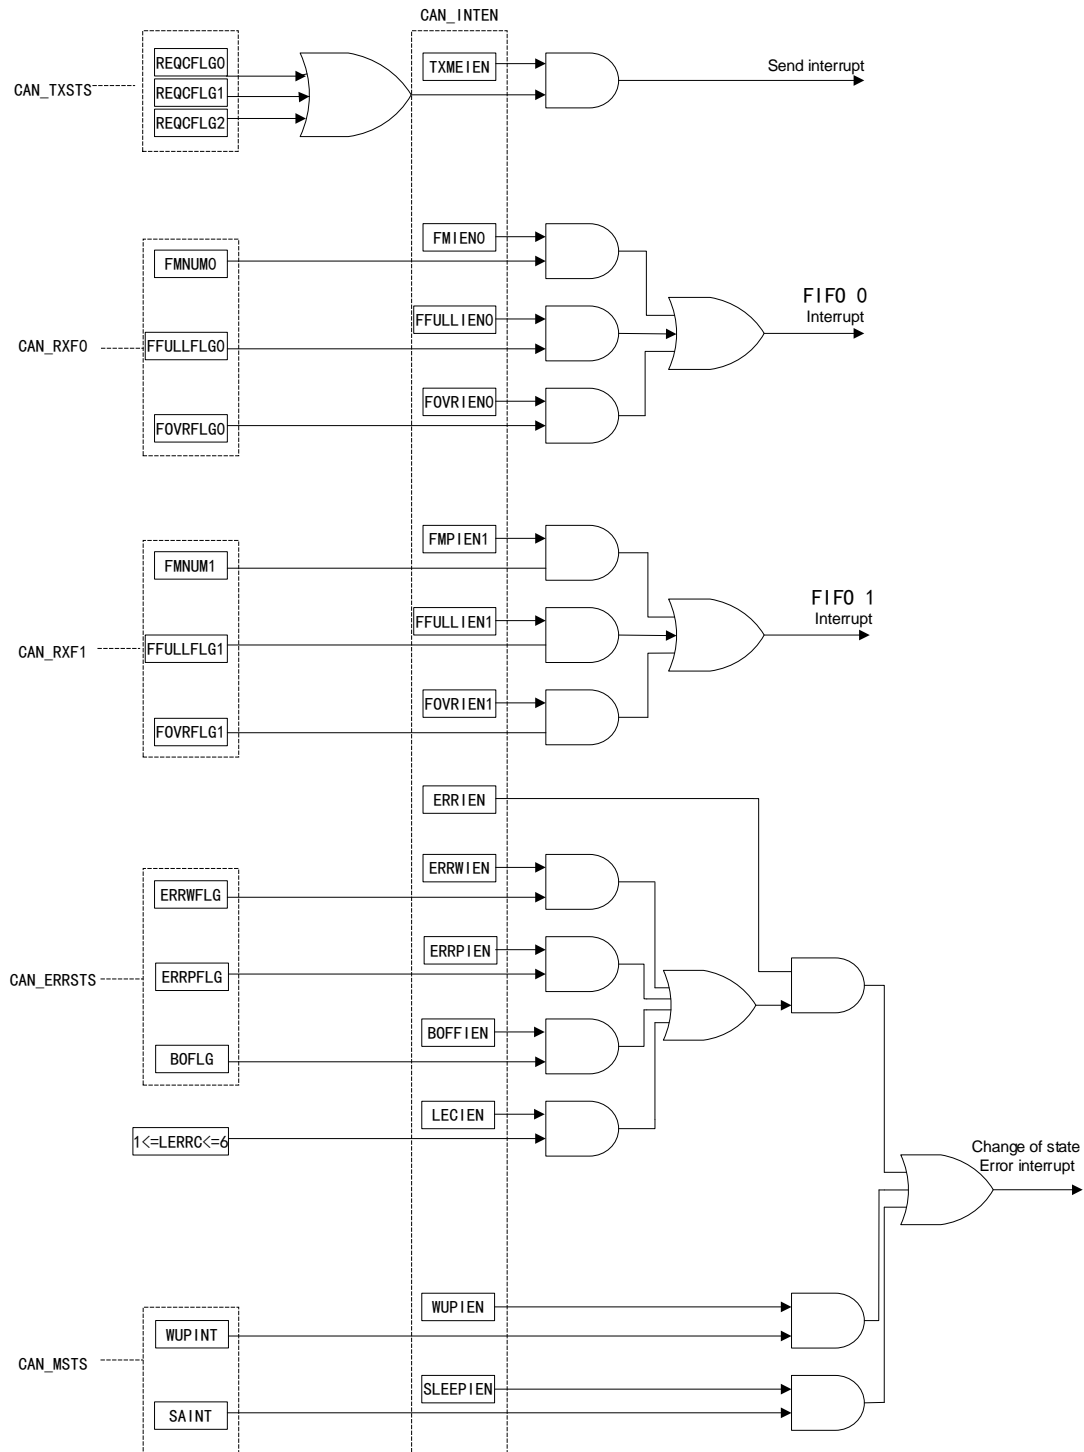 CAN_INTEN
CAN_TXSTS
REQCFLG0
REQCFLG1
REQCFLG2
TXMEIEN
Send interrupt
FMIEN0
FMNUM0
FFULLIEN0
CAN_RXF0
FFULLFLG0
FOVRIEN0
FOVRFLG0
FIFO 0
Interrupt
FMPIEN1
FMNUM1
FFULLIEN1
CAN_RXF1
FFULLFLG1
FOVRIEN1
FOVRFLG1
FIFO 1
Interrupt
ERRIEN
ERRWIEN
ERRWFLG
ERRPIEN
CAN_ERRSTS
ERRPFLG
BOFFIEN
BOFLG
LECIEN
1<=LERRC<=6
Change of state
Error interrupt
WUPIEN
WUPINT
CAN_MSTS
SLEEPIEN
SAINT